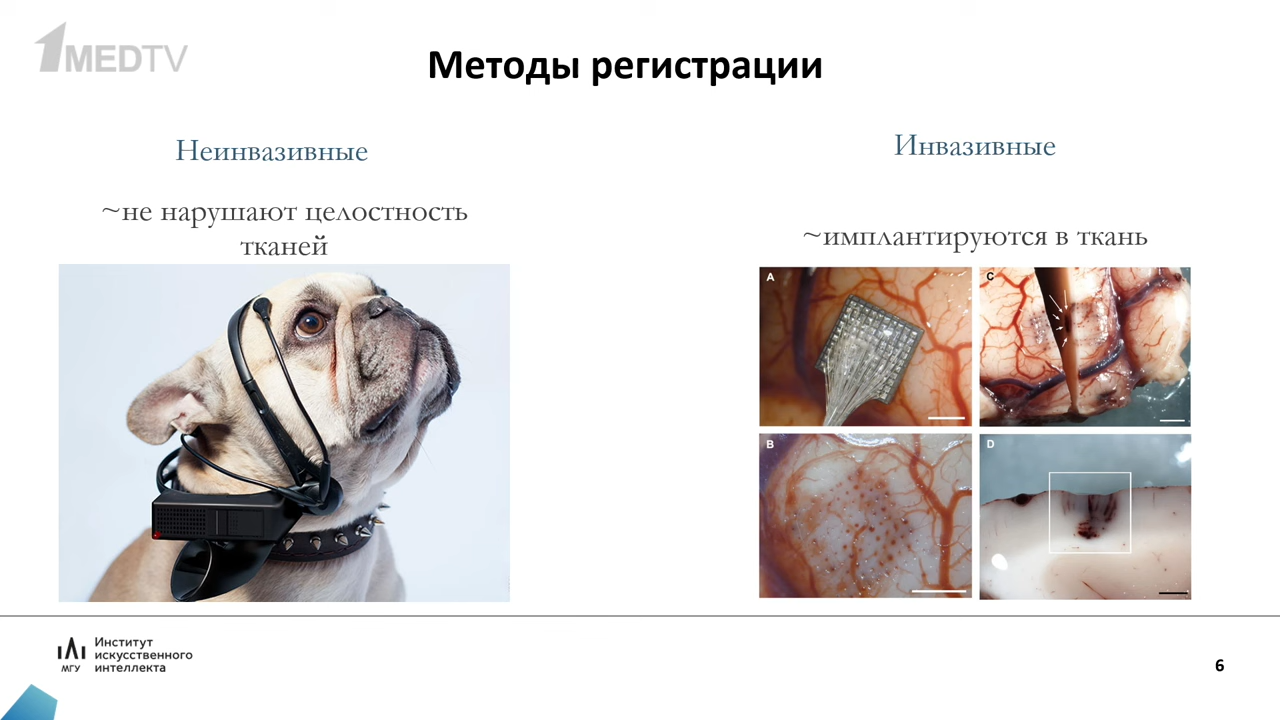 1MEDTV
Методы регистрации
Неинвазивные
~не нарушают целостность
тканей
Инвазивные
~имплантируются в ткань
A
C
B
D
МГУ
Институт
искусственного
интеллекта
6